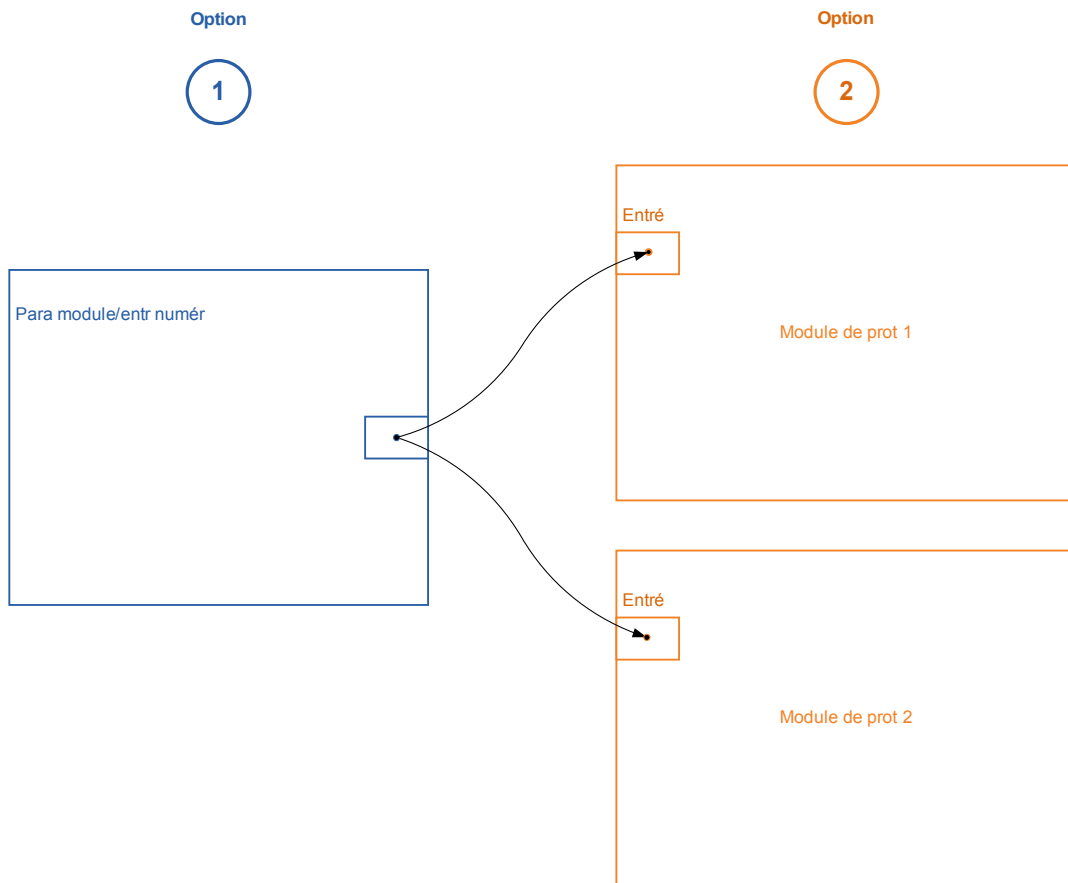 Option
Option
1
2
Entré
Para module/entr numér
Module de prot 1
Entré
Module de prot 2